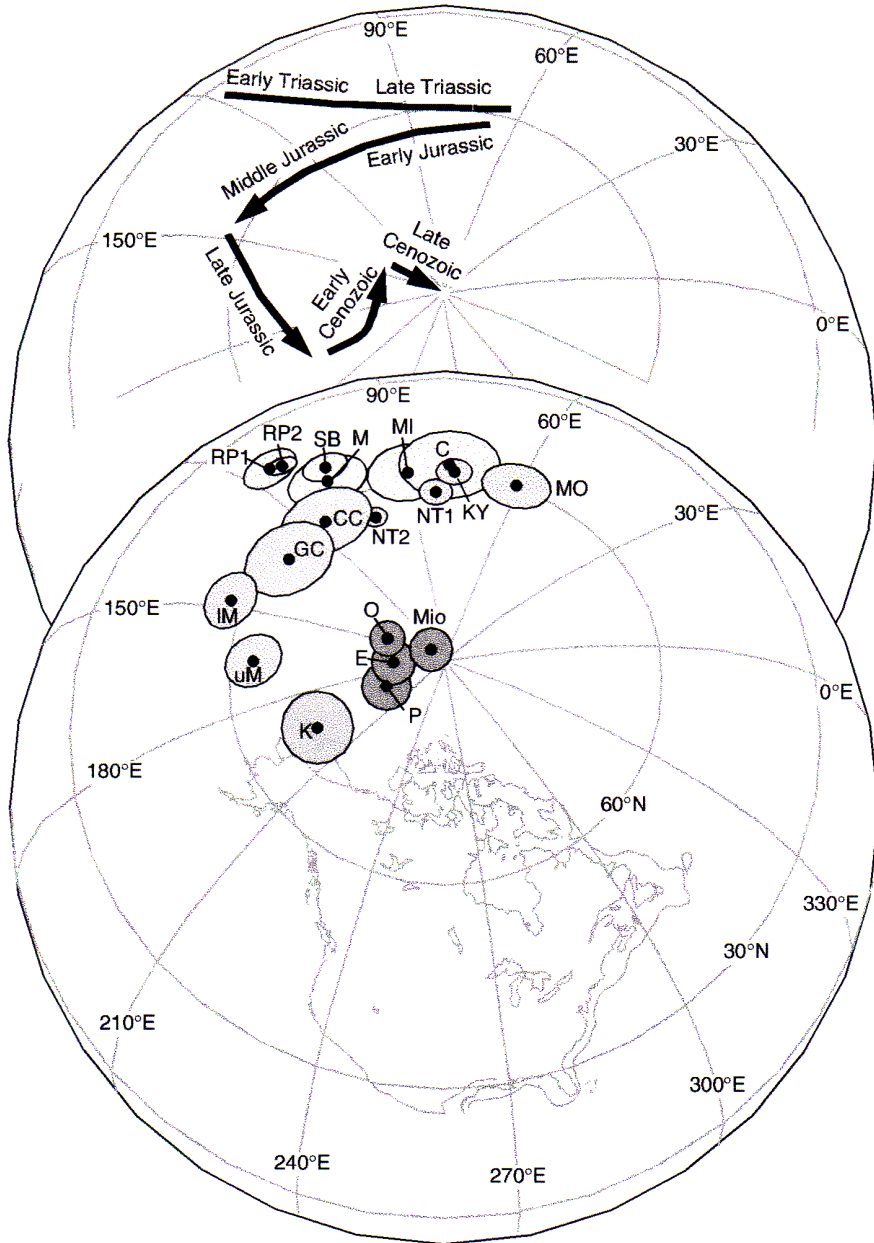 90°E
60°E
Early Triassic
Late Triassic
Middle Jurassic
Early Jurassic
30°E
150°E
Late Jurassic
Early
Cenozoic
Late
Cenozoic
0°E
90°E
60°E
RP1
RP2
SB
M
MI
C
MO
CC
NT2
NT1
KY
30°E
GC
150°E
lM
O
Mio
uM
E
P
0°E
K
180°E
60°N
330°E
30°N
210°E
300°E
240°E
270°E